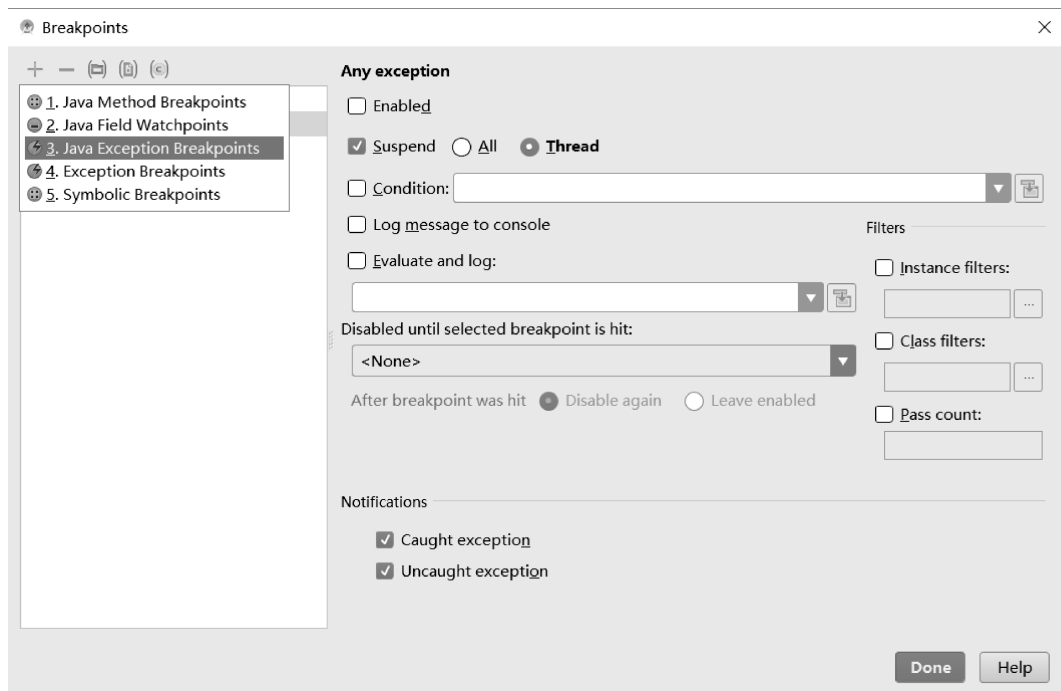 Breakpoints
1. Java Method Breakpoints
2. Java Field Watchpoints
3. Java Exception Breakpoints
4. Exception Breakpoints
5. Symbolic Breakpoints
Any exception
Enabled
Suspend All Thread
Condition:
Log message to console
Evaluate and log:
Disabled until selected breakpoint is hit:
<None>
After breakpoint was hit Disable again Leave enabled
Filters
Instance filters:
...
Class filters:
...
Pass count:
Notifications
Caught exception
Uncaught exception
Done Help